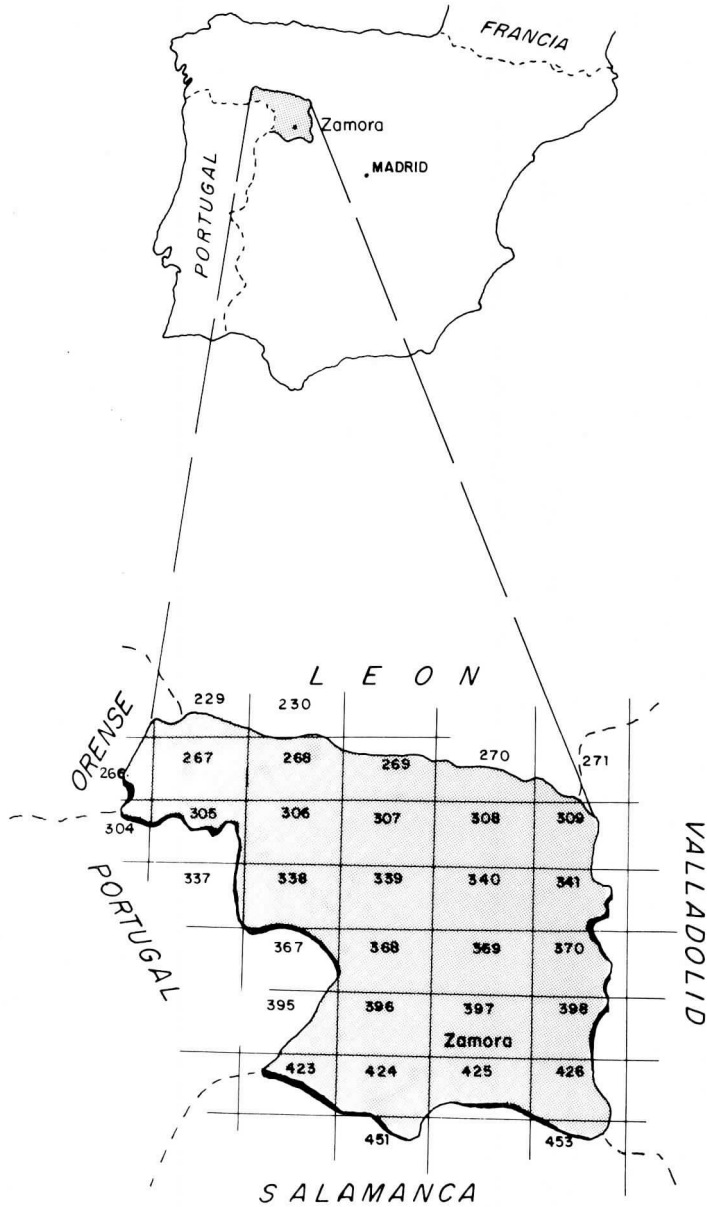 FRANCIA
Zamora
MADRID
PORTUGAL
L E O N
229 230
ORENSE
267 268 269 270 271
266
304 305 306 307 308 309
337 338 339 340 341
PORTUGAL
VALLADOLID
367 368 369 370
395 396 397 398
Zamora
423 424 425 426
451 453
SALAMANCA